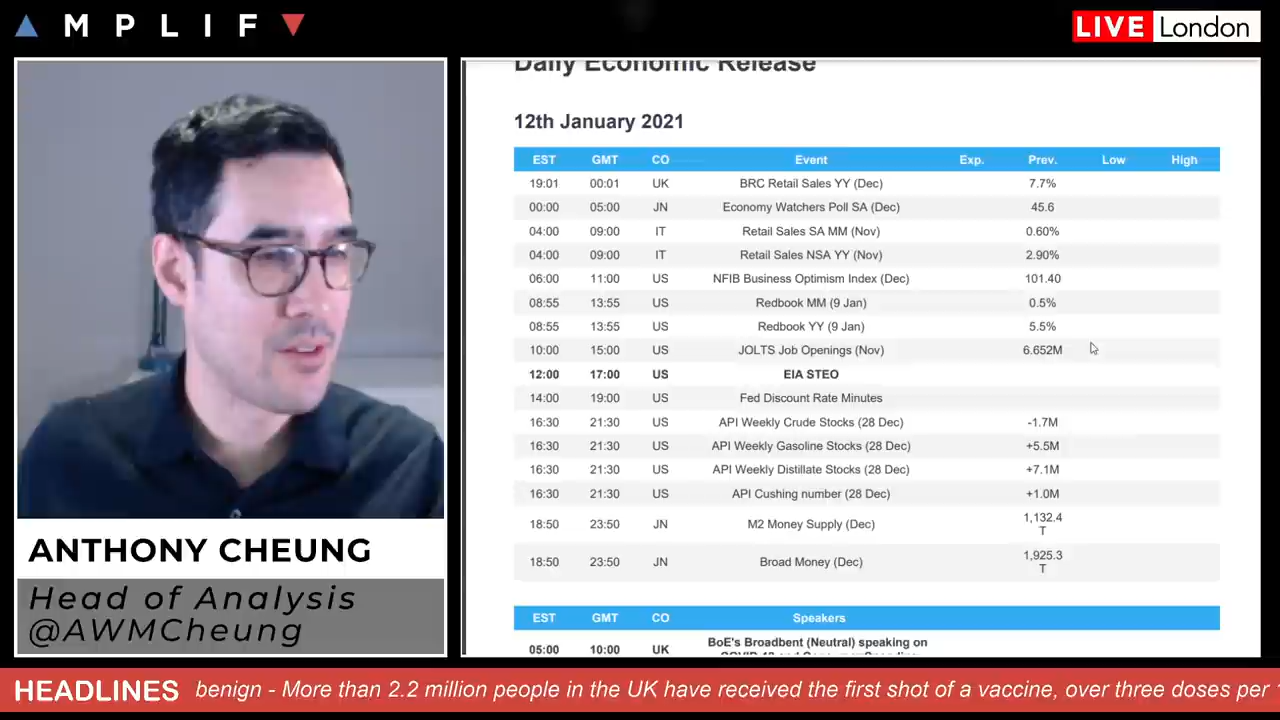 AMPLIFY
LIVE London
Daily Economic Release
12th January 2021
EST GMT CO Event Exp. Prev. Low High
19:01 00:01 UK BRC Retail Sales YY (Dec) 7.7%
00:00 05:00 JN Economy Watchers Poll SA (Dec) 45.6
04:00 09:00 IT Retail Sales SA MM (Nov) 0.60%
04:00 09:00 IT Retail Sales NSA YY (Nov) 2.90%
06:00 11:00 US NFIB Business Optimism Index (Dec) 101.40
08:55 13:55 US Redbook MM (9 Jan) 0.5%
08:55 13:55 US Redbook YY (9 Jan) 5.5%
10:00 15:00 US JOLTS Job Openings (Nov) 6.652M
12:00 17:00 US EIA STEO
14:00 19:00 US Fed Discount Rate Minutes
16:30 21:30 US API Weekly Crude Stocks (28 Dec) -1.7M
16:30 21:30 US API Weekly Gasoline Stocks (28 Dec) +5.5M
16:30 21:30 US API Weekly Distillate Stocks (28 Dec) +7.1M
16:30 21:30 US API Cushing number (28 Dec) +1.0M
18:50 23:50 JN M2 Money Supply (Dec) 1,132.4
T
18:50 23:50 JN Broad Money (Dec) 1,925.3
T
EST GMT CO Speakers
05:00 10:00 UK BoE's Broadbent (Neutral) speaking on
ANTHONY CHEUNG
Head of Analysis
@AWMCheung
HEADLINES benign - More than 2.2 million people in the UK have received the first shot of a vaccine, over three doses per